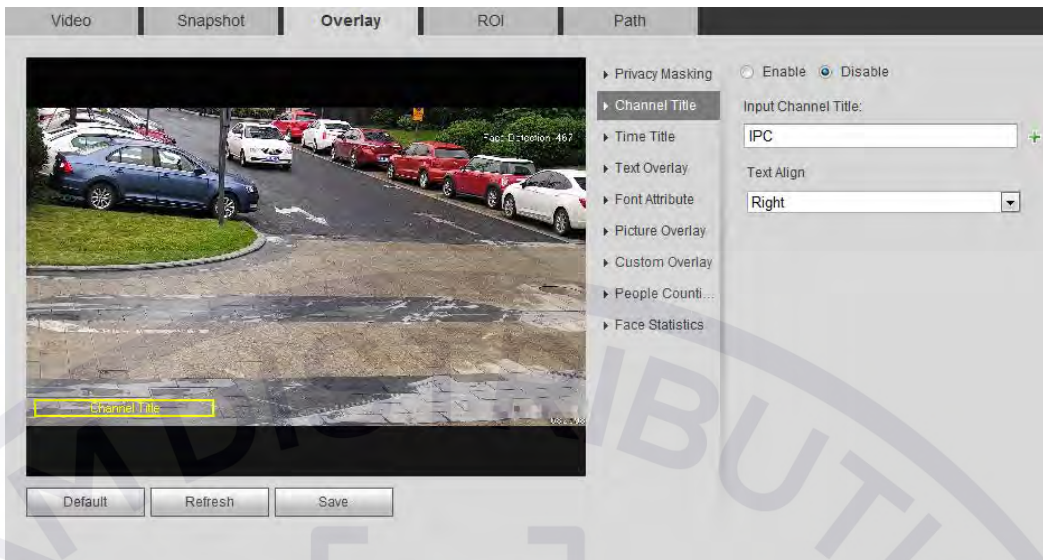 Video
Snapshot
Overlay
ROI
Path
Privacy Masking
Channel Title
Time Title
Text Overlay
Font Attribute
Picture Overlay
Custom Overlay
People Counti...
Face Statistics
Enable
Disable
Input Channel Title:
IPC
+
Text Align
Right
Face Detection 467
Channel Title
Default
Refresh
Save